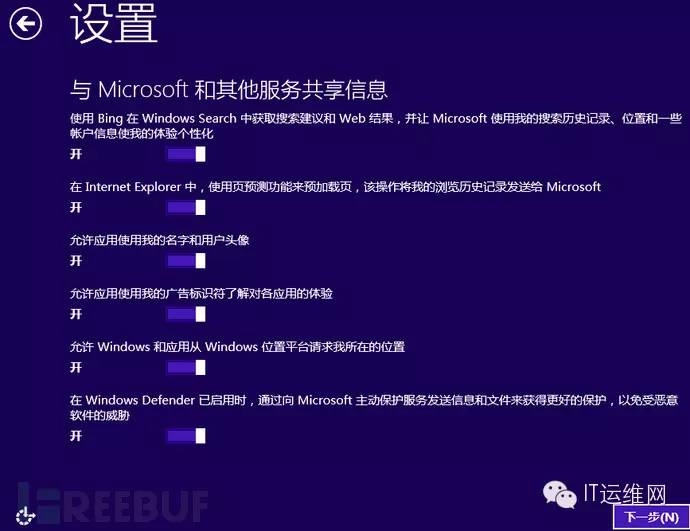 设置
与 Microsoft 和其他服务共享信息
使用 Bing 在 Windows Search 中获取搜索建议和 Web 结果，并让 Microsoft 使用我的搜索历史记录、位置和一些
帐户信息使我的体验个性化
开
在 Internet Explorer 中，使用页预测功能来预加载页，该操作将我的浏览历史记录发送给 Microsoft
开
允许应用使用我的名字和用户头像
开
允许应用使用我的广告标识符了解对各应用的体验
开
允许 Windows 和应用从 Windows 位置平台请求我所在的位置
开
在 Windows Defender 已启用时，通过向 Microsoft 主动保护服务发送信息和文件来获得更好的保护，以免受恶意
软件的威胁
开
FREEBUF
IT运维网
下一步(N)